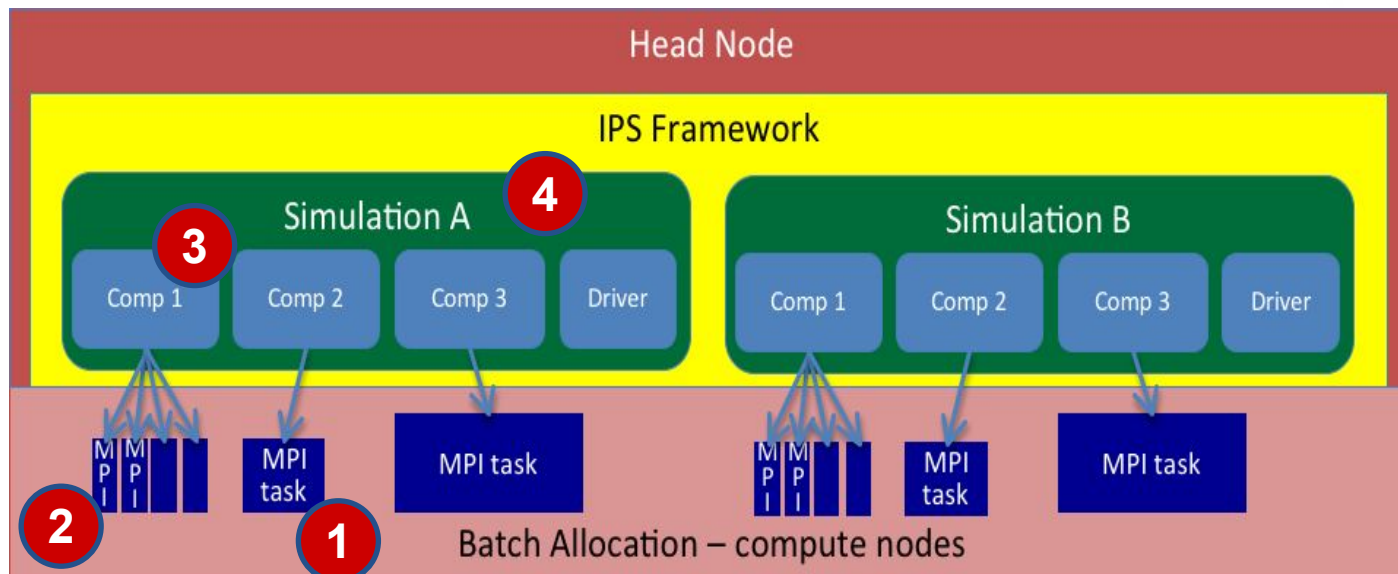 Head Node
IPS Framework
4
Simulation A
Simulation B
3
Comp 1
Comp 2
Comp 3
Driver
Comp 1
Comp 2
Comp 3
Driver
M
P
I
M
P
I
MPI
task
MPI task
M
P
I
M
P
I
MPI
task
MPI task
2
1
Batch Allocation – compute nodes